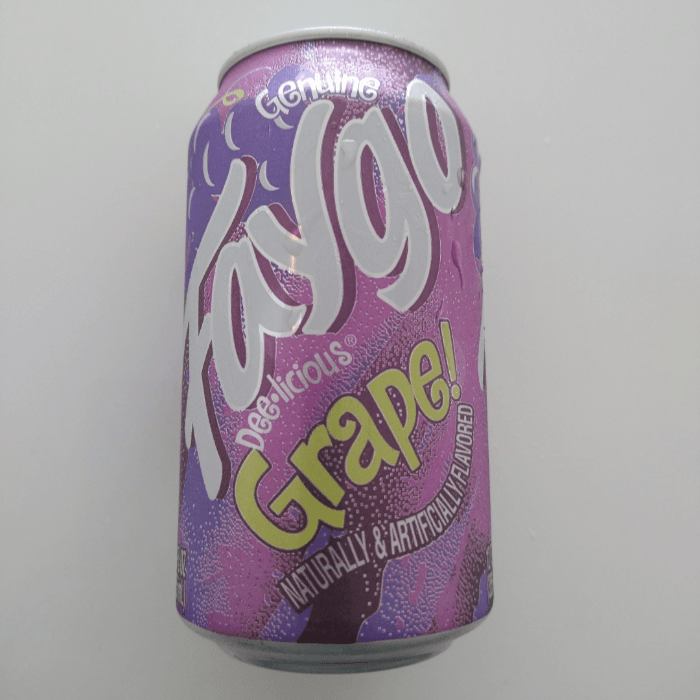 Genuine
Faygo
Dee•licious®
Grape!
NATURALLY & ARTIFICIALLY FLAVORED